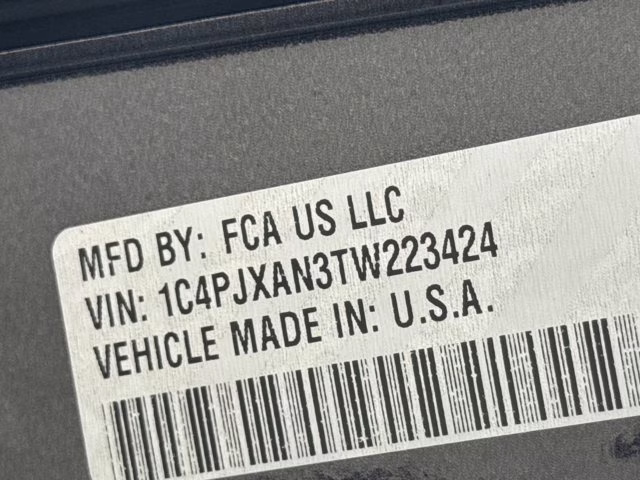 MFD BY: FCA US LLC
VIN: 1C4PJXAN3TW223424
VEHICLE MADE IN: U.S.A.